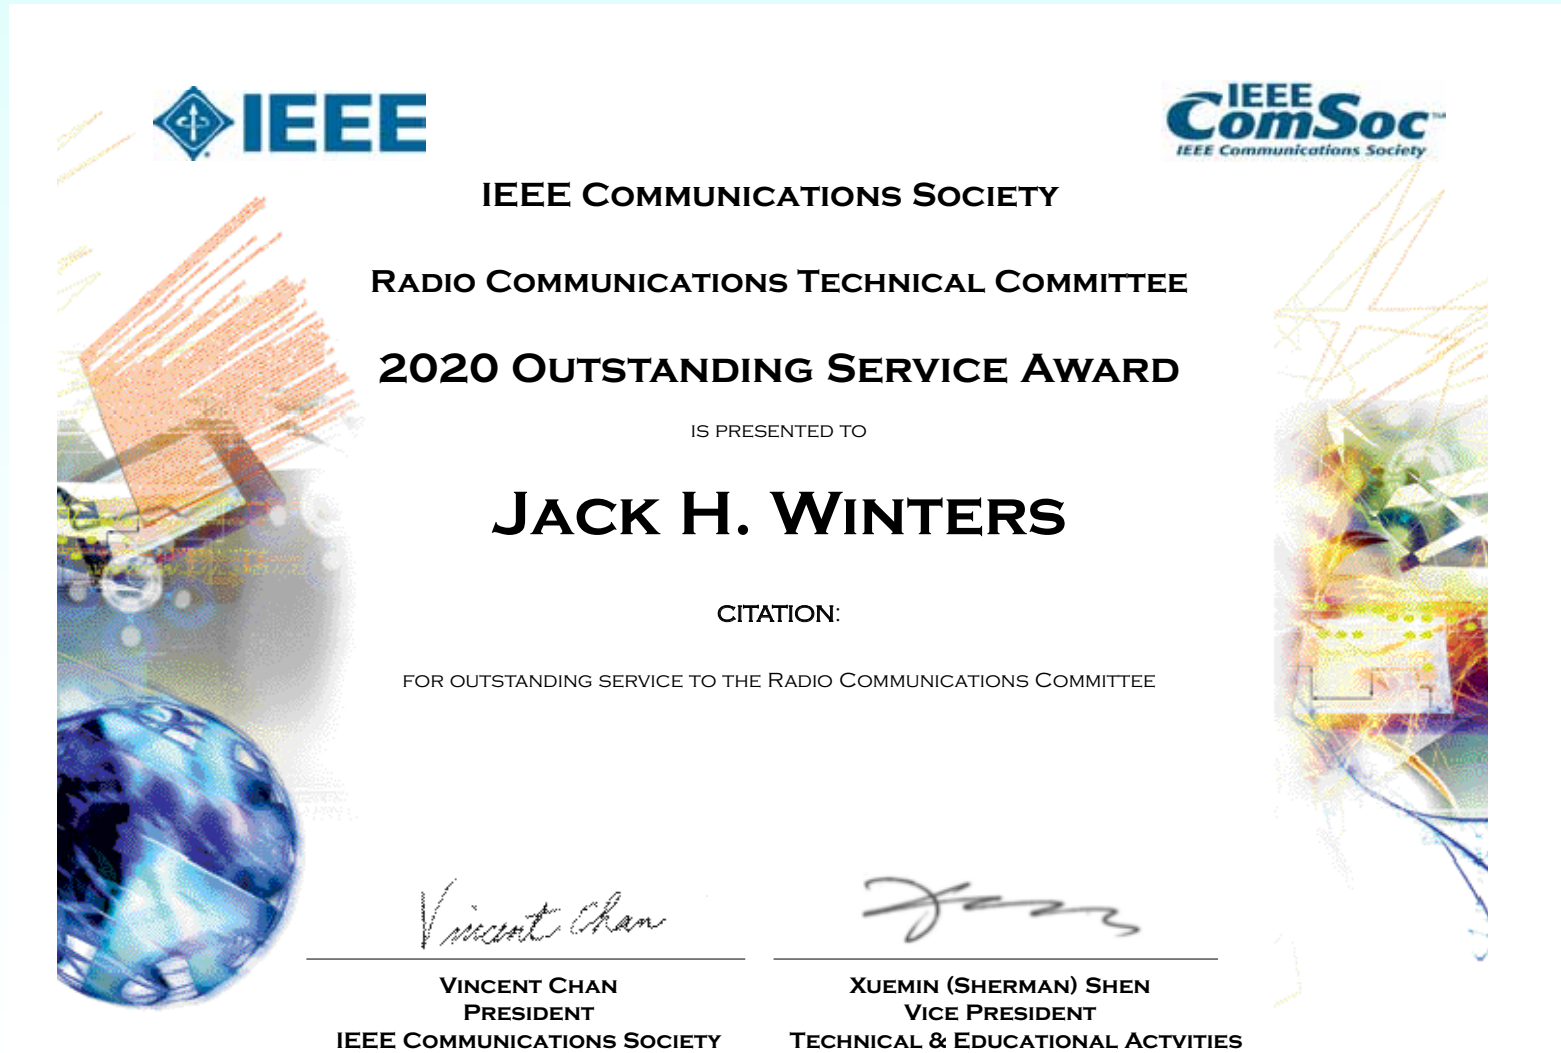 IEEE
IEEE
ComSoc™
IEEE Communications Society
IEEE Communications Society
Radio Communications Technical Committee
2020 Outstanding Service Award
is presented to
Jack H. Winters
CITATION:
for outstanding service to the Radio Communications Committee
Vincent Chan
Vincent Chan
Xuemin (Sherman) Shen
President
Vice President
IEEE Communications Society
Technical & Educational Actvities